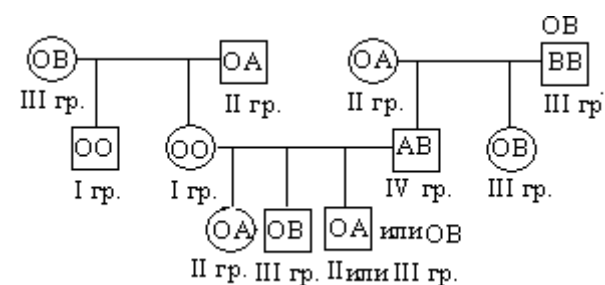 OB
OB OA OA BB
III гр. II гр. II гр. III гр.
OO OO AB OB
I гр. I гр. IV гр. III гр.
OA OB OA или OB
II гр. III гр. II или III гр.